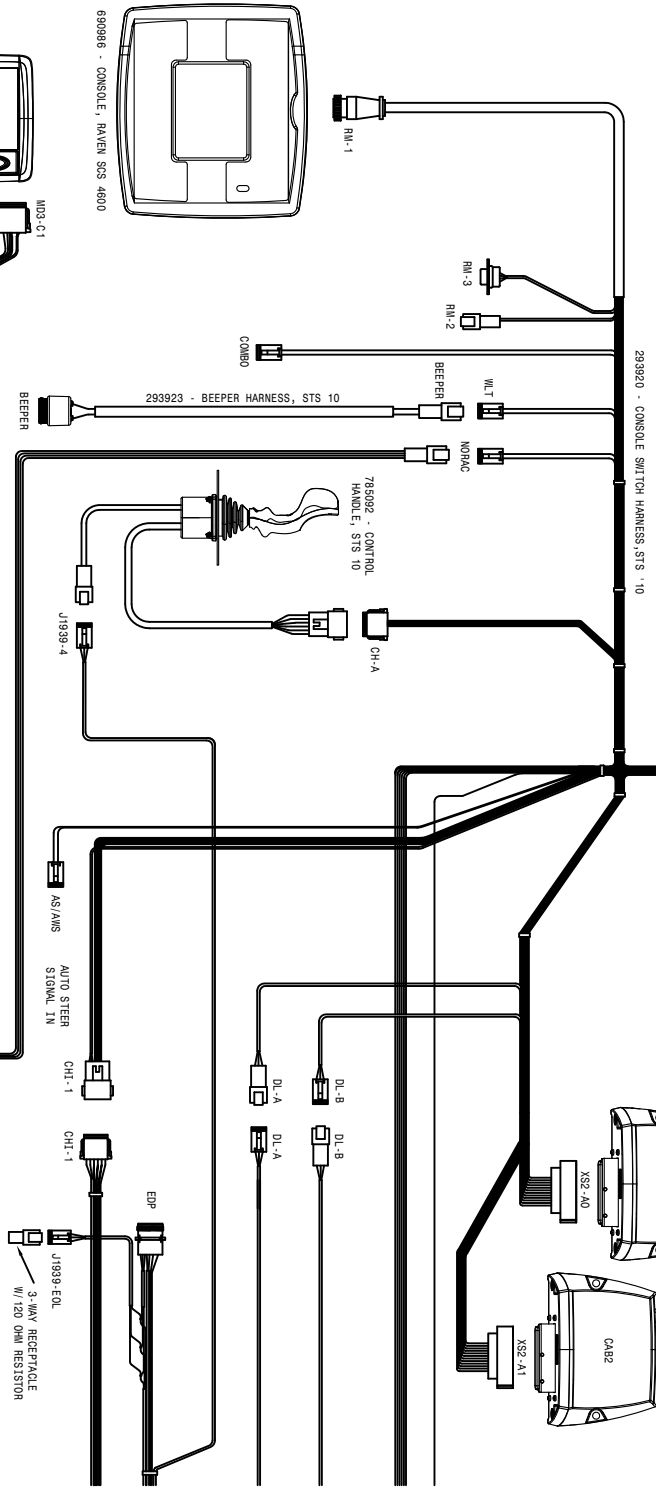 690986 - CONSOLE, RAVEN SCS 4600
MD3-C1
RM-1
RM-3
RM-2
COMBO
293920 - CONSOLE SWITCH HARNESS,STS '10
BEEPER
293923 - BEEPER HARNESS, STS 10
BEEPER
WLT
NORAC
785092 - CONTROL
HANDLE, STS 10
CH-A
J1939-4
AS/AWS
AUTO STEER
SIGNAL IN
CHI-1
CHI-1
DL-A
DL-B
DL-A
DL-B
XS2-A0
CAB2
XS2-A1
EDP
J1939-EOL
3-WAY RECEPTACLE
W/120 OHM RESISTOR